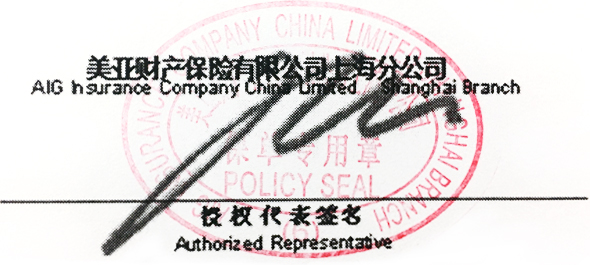 美亚财产保险有限公司上海分公司
AIG Insurance Company China Limited Shanghai Branch
INSURANCE COMPANY CHINA LIMITED SHANGHAI BRANCH
保单专用章
POLICY SEAL
授权代表签名
Authorized Representative